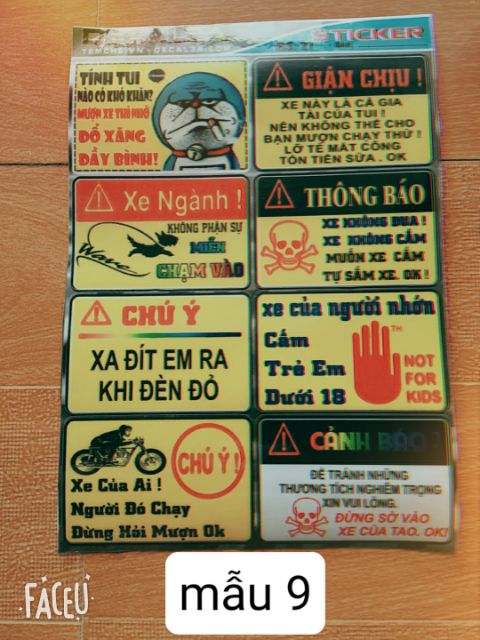 STICKER
TEMCHE.VN - DECAL3K.COM
TÍNH TUI
NÀO CÓ KHÓ KHĂN?
MƯỢN XE THÌ NHỚ
ĐỔ XĂNG
ĐẦY BÌNH!
GIẬN CHỊU !
XE NÀY LÀ CẢ GIA
TÀI CỦA TUI !
NÊN KHÔNG THỂ CHO
BẠN MƯỢN CHẠY THỬ !
LỠ TÉ MẤT CÔNG
TỐN TIỀN SỬA . OK
Xe Ngành !
KHÔNG PHẬN SỰ
MIỄN
CHẠM VÀO
Wave
THÔNG BÁO
XE KHÔNG ĐUA !
XE KHÔNG CẦM
MUỐN XE CẦM
TỰ SẮM XE. OK !
CHÚ Ý
XA ĐÍT EM RA
KHI ĐÈN ĐỎ
xe của người nhớn
Cấm
Trẻ Em
Dưới 18
TH
NOT
FOR
KIDS
CHÚ Ý !
Xe Của Ai !
Người Đó Chạy
Đừng Hỏi Mượn Ok
CẢNH BÁO !
ĐỂ TRÁNH NHỮNG
THƯƠNG TÍCH NGHIÊM TRỌNG
XIN VUI LÒNG.
ĐỪNG SỜ VÀO
XE CỦA TAO. OK!
FACEU
mẫu 9